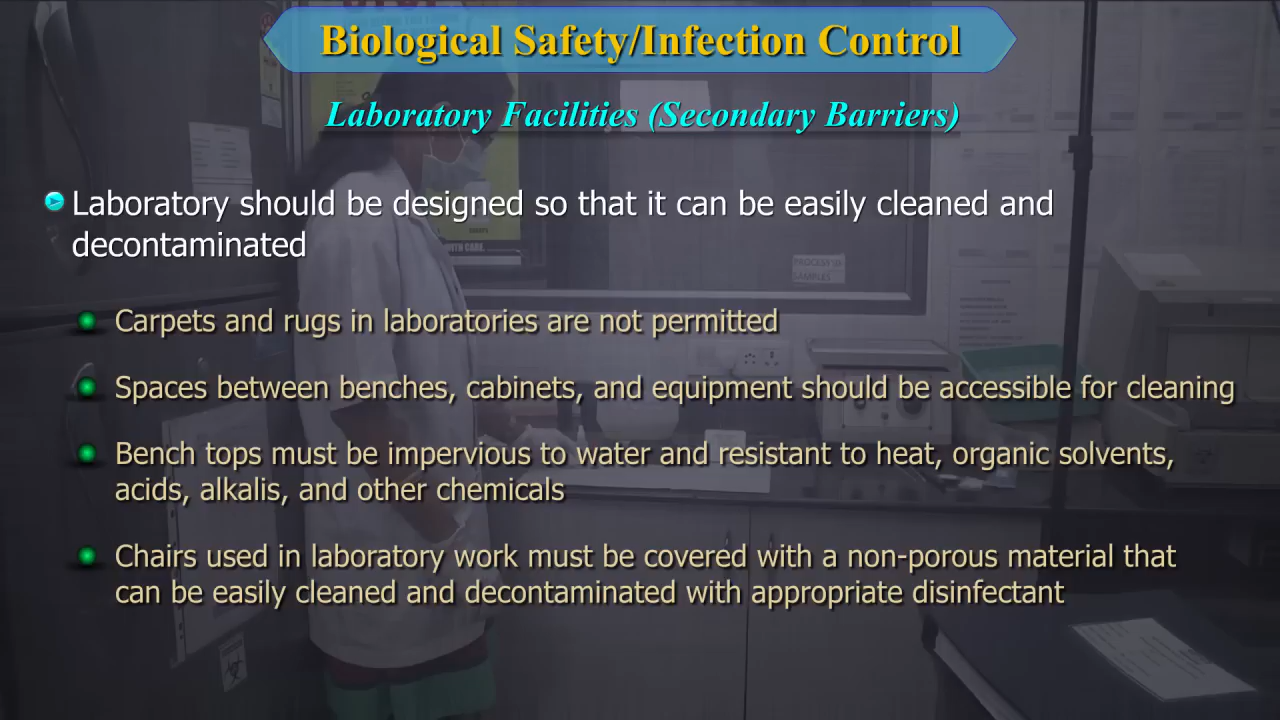 Biological Safety/Infection Control
Laboratory Facilities (Secondary Barriers)
Laboratory should be designed so that it can be easily cleaned and
decontaminated
WITH CARE.
PROCESSED
SAMPLES
Carpets and rugs in laboratories are not permitted
Spaces between benches, cabinets, and equipment should be accessible for cleaning
Bench tops must be impervious to water and resistant to heat, organic solvents,
acids, alkalis, and other chemicals
Chairs used in laboratory work must be covered with a non-porous material that
can be easily cleaned and decontaminated with appropriate disinfectant